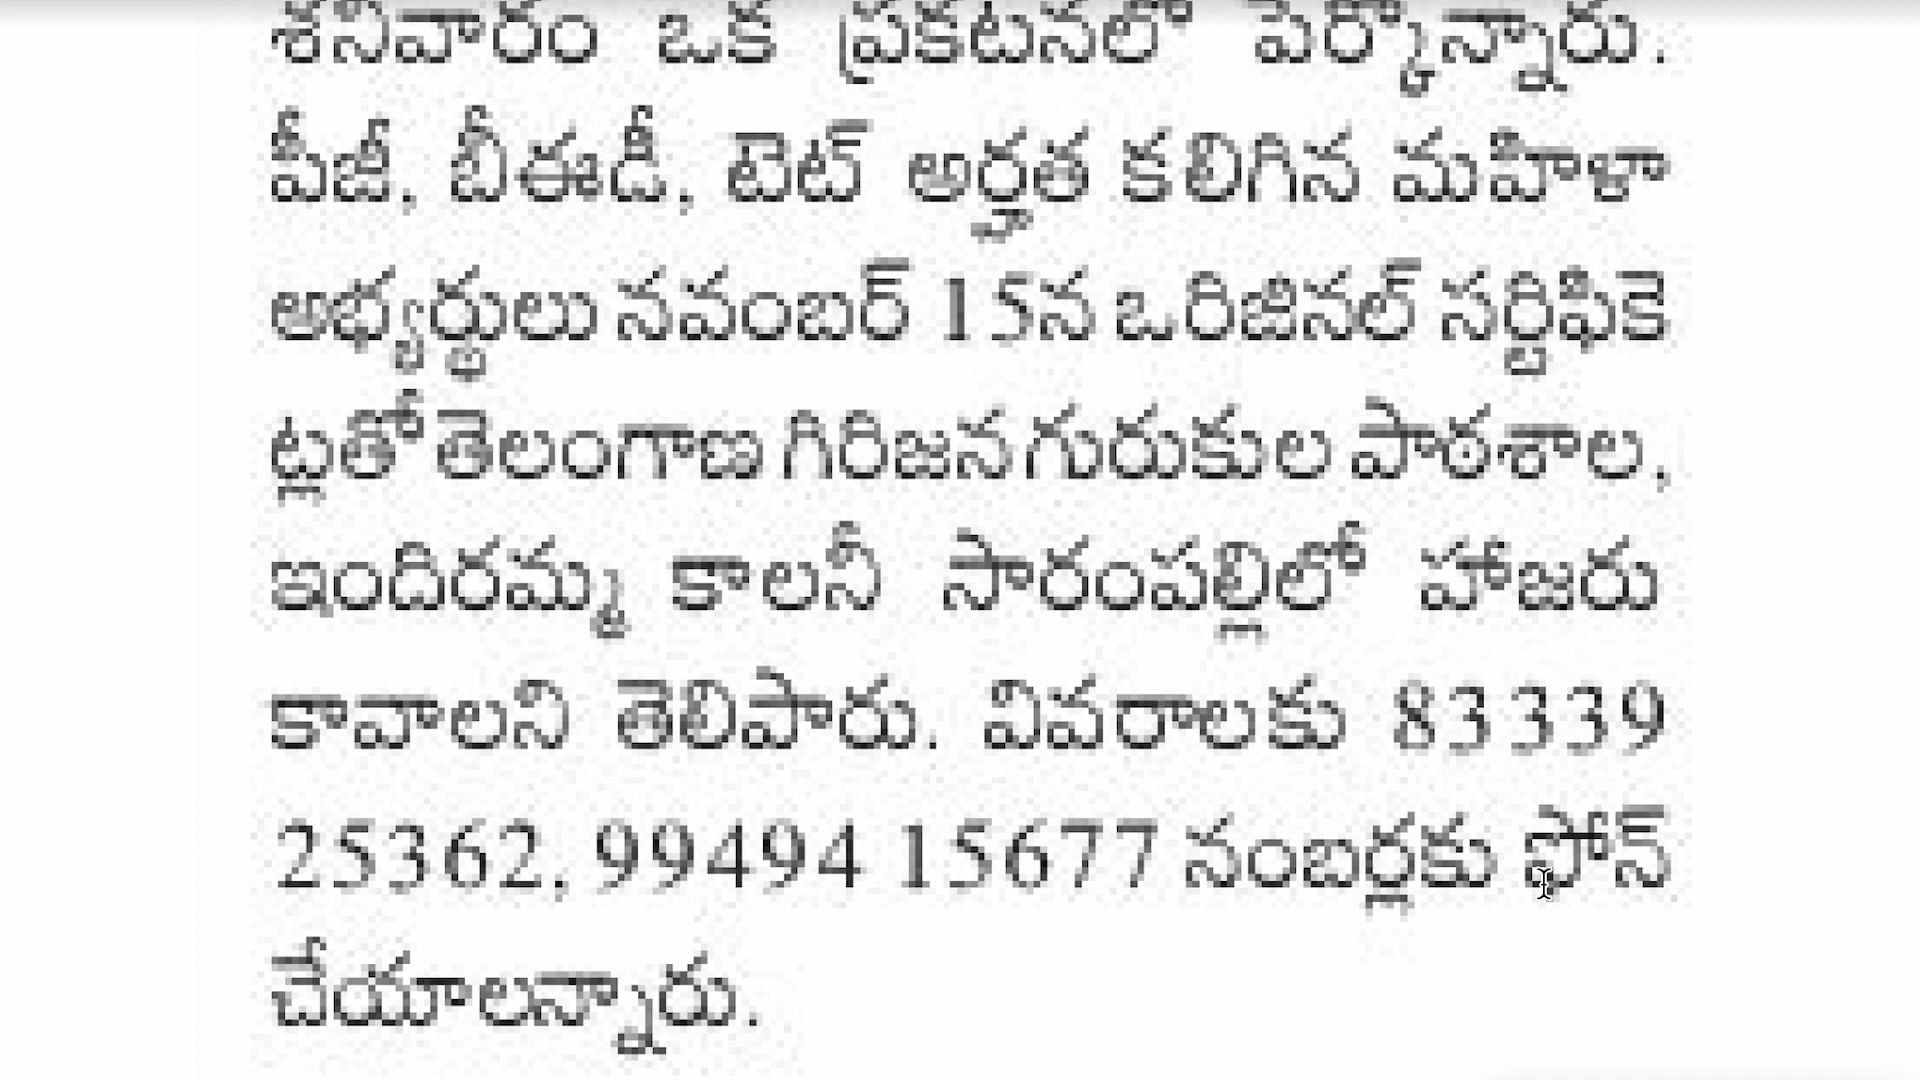 శనివారం ఒక ప్రకటనలో పేర్కొన్నారు.
పీజీ, బీఈడీ, టెట్ అర్హత కలిగిన మహిళా
అభ్యర్థులు నవంబర్ 15న ఒరిజినల్ సర్టిఫికె
ట్లతో తెలంగాణ గిరిజన గురుకుల పాఠశాల,
ఇందిరమ్మ కాలనీ సారంపల్లిలో హాజరు
కావాలని తెలిపారు. వివరాలకు 83339
25362, 99494 15677 నంబర్లకు ఫోన్
చేయాలన్నారు.